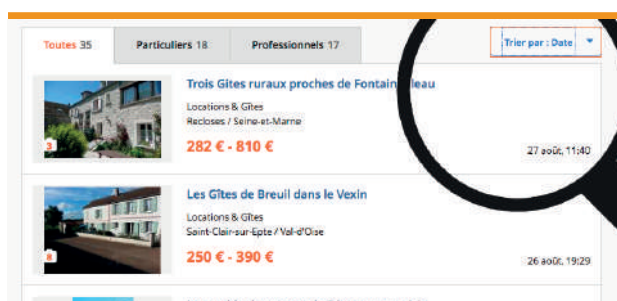 Toutes 35
Particuliers 18
Professionnels 17
Trier par : Date
Trois Gîtes ruraux proches de Fontain leau
Locations & Gîtes
Recloses / Seine-et-Marne
282 € - 810 €
27 août, 11:40
3
Les Gîtes de Breuil dans le Vexin
Locations & Gîtes
Saint-Clair-sur-Epte / Val-d'Oise
250 € - 390 €
26 août, 19:29
8